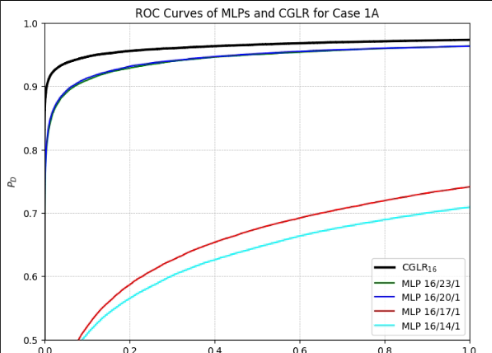 ROC Curves of MLPs and CGLR for Case 1A
1.0
0.9
0.8
0.7
0.6
0.5
P_D
0.0 0.2 0.4 0.6 0.8 1.0
CGLR₁₆
MLP 16/23/1
MLP 16/20/1
MLP 16/17/1
MLP 16/14/1